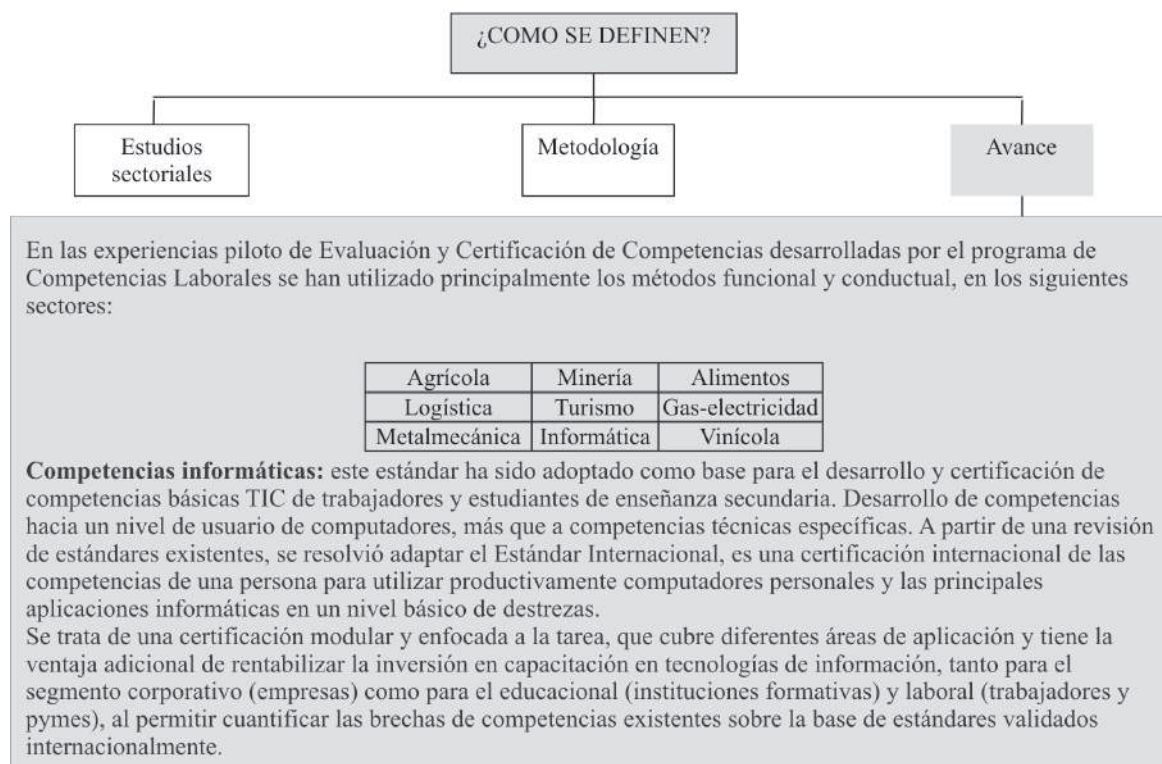 ¿COMO SE DEFINEN?
Estudios
sectoriales
Metodología
Avance
En las experiencias piloto de Evaluación y Certificación de Competencias desarrolladas por el programa de
Competencias Laborales se han utilizado principalmente los métodos funcional y conductual, en los siguientes
sectores:
Agrícola Minería Alimentos
Logística Turismo Gas-electricidad
Metalmecánica Informática Vinícola
Competencias informáticas: este estándar ha sido adoptado como base para el desarrollo y certificación de
competencias básicas TIC de trabajadores y estudiantes de enseñanza secundaria. Desarrollo de competencias
hacia un nivel de usuario de computadores, más que a competencias técnicas específicas. A partir de una revisión
de estándares existentes, se resolvió adaptar el Estándar Internacional, es una certificación internacional de las
competencias de una persona para utilizar productivamente computadores personales y las principales
aplicaciones informáticas en un nivel básico de destrezas.
Se trata de una certificación modular y enfocada a la tarea, que cubre diferentes áreas de aplicación y tiene la
ventaja adicional de rentabilizar la inversión en capacitación en tecnologías de información, tanto para el
segmento corporativo (empresas) como para el educacional (instituciones formativas) y laboral (trabajadores y
pymes), al permitir cuantificar las brechas de competencias existentes sobre la base de estándares validados
internacionalmente.